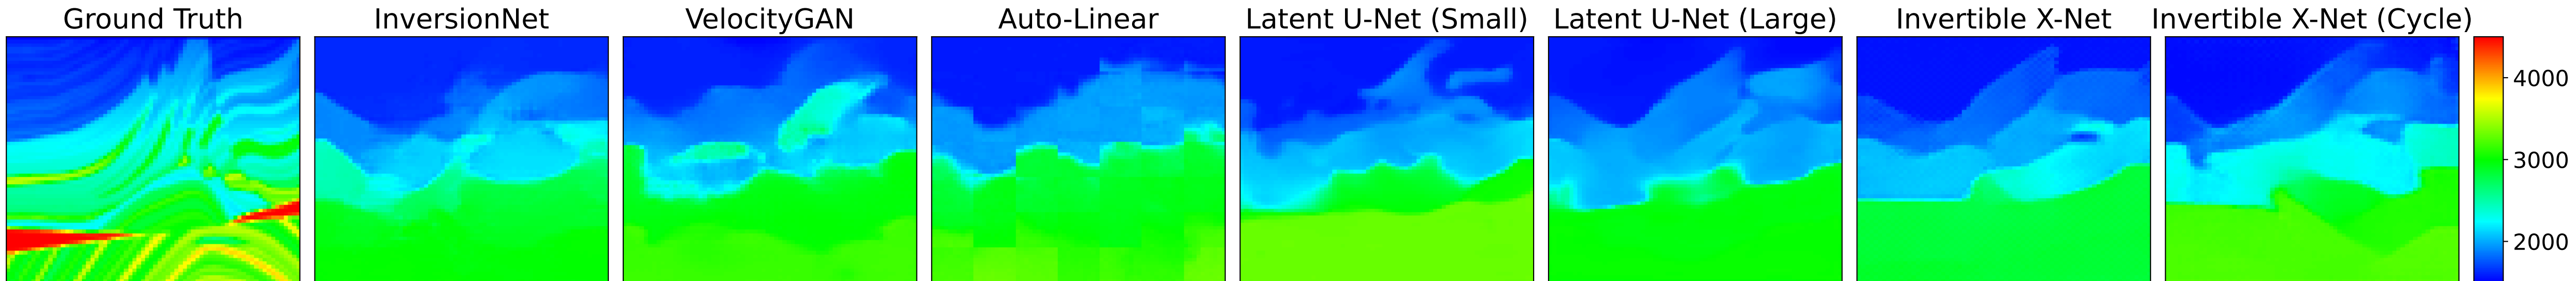 Ground Truth
InversionNet
VelocityGAN
Auto-Linear
Latent U-Net (Small)
Latent U-Net (Large)
Invertible X-Net
Invertible X-Net (Cycle)
4000
3000
2000